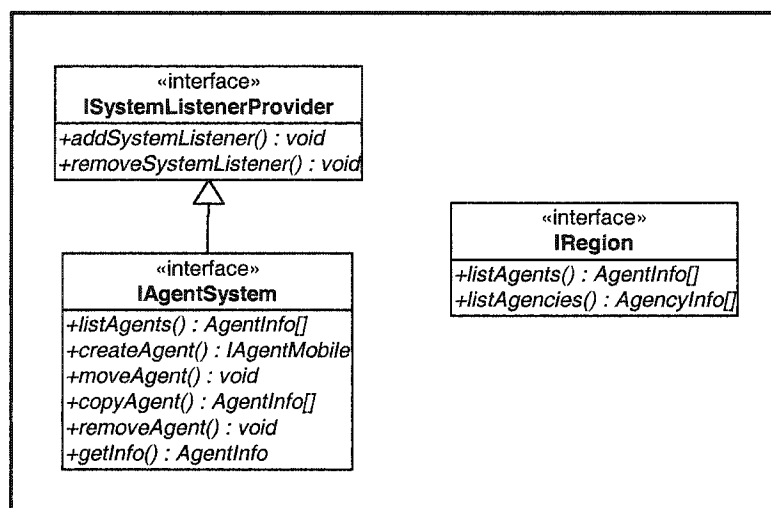 «interface»
ISystemListenerProvider
+addSystemListener() : void
+removeSystemListener() : void
«interface»
IAgentSystem
+listAgents() : AgentInfo[]
+createAgent() : IAgentMobile
+moveAgent() : void
+copyAgent() : AgentInfo[]
+removeAgent() : void
+getInfo() : AgentInfo
«interface»
IRegion
+listAgents() : AgentInfo[]
+listAgencies() : AgencyInfo[]